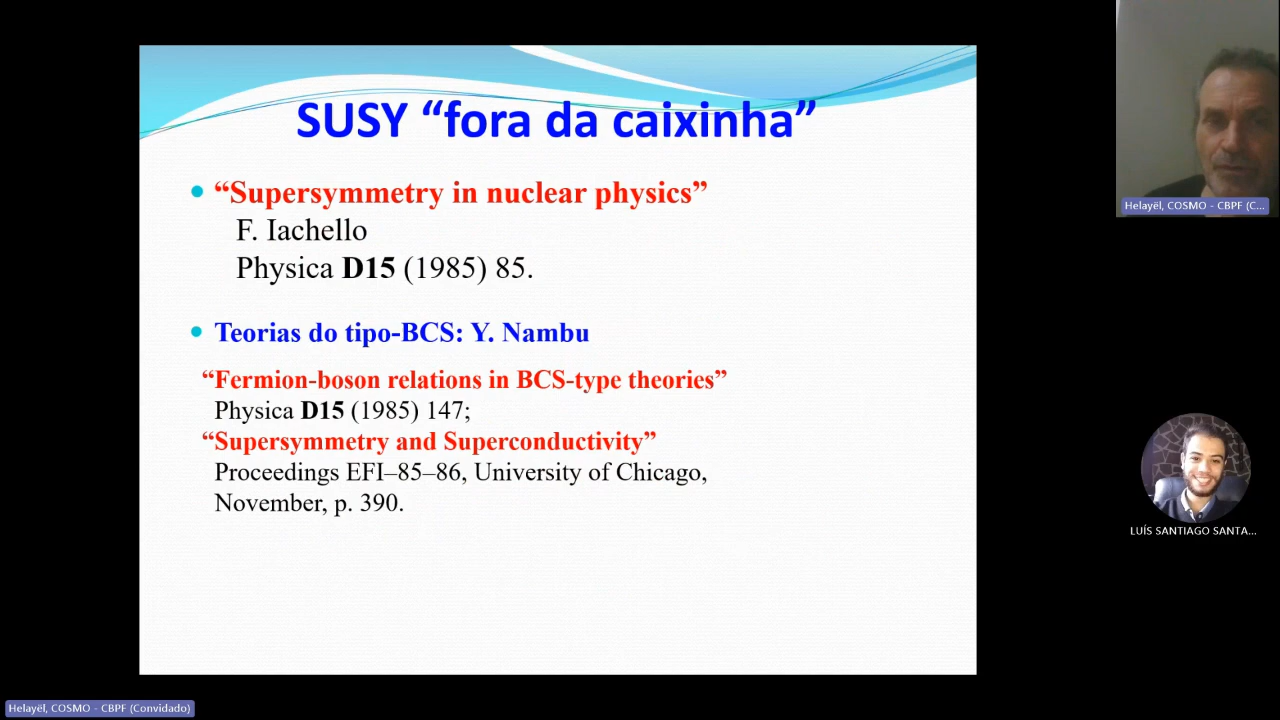 SUSY “fora da caixinha”
“Supersymmetry in nuclear physics”
F. Iachello
Physica D15 (1985) 85.
Teorias do tipo-BCS: Y. Nambu
“Fermion-boson relations in BCS-type theories”
Physica D15 (1985) 147;
“Supersymmetry and Superconductivity”
Proceedings EFI–85–86, University of Chicago,
November, p. 390.
Helayël, COSMO - CBPF (C...
LUÍS SANTIAGO SANTA...
Helayël, COSMO - CBPF (Convidado)